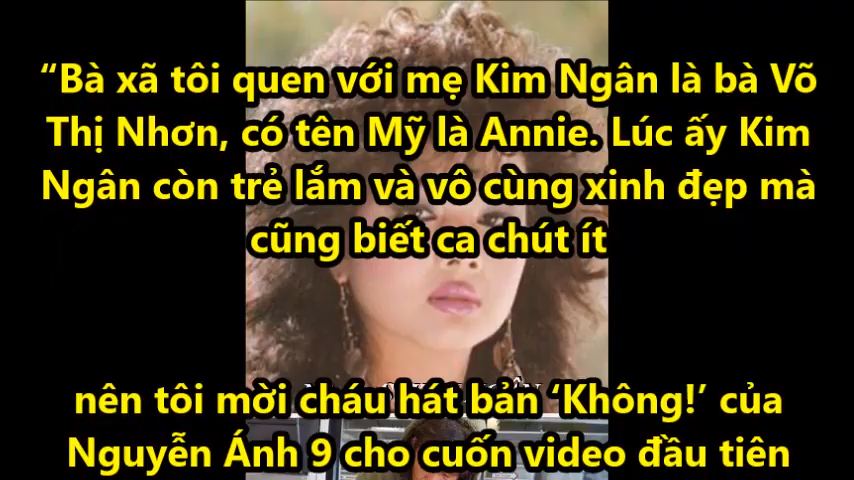 “Bà xã tôi quen với mẹ Kim Ngân là bà Võ
Thị Nhơn, có tên Mỹ là Annie. Lúc ấy Kim
Ngân còn trẻ lắm và vô cùng xinh đẹp mà
cũng biết ca chút ít
nên tôi mời cháu hát bản ‘Không!’ của
Nguyễn Ánh 9 cho cuốn video đầu tiên